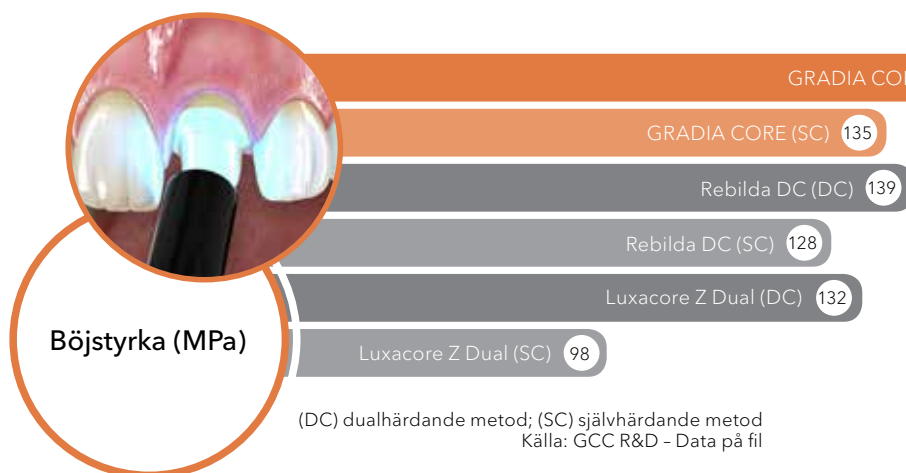 GRADIA
GRADIA CORE (SC) 135
Rebilda DC (DC) 139
Rebilda DC (SC) 128
Luxacore Z Dual (DC) 132
Luxacore Z Dual (SC) 98
Böjstyrka (MPa)
(DC) dualhärdande metod; (SC) självhärdande metod
Källa: GCC R&D – Data på fil